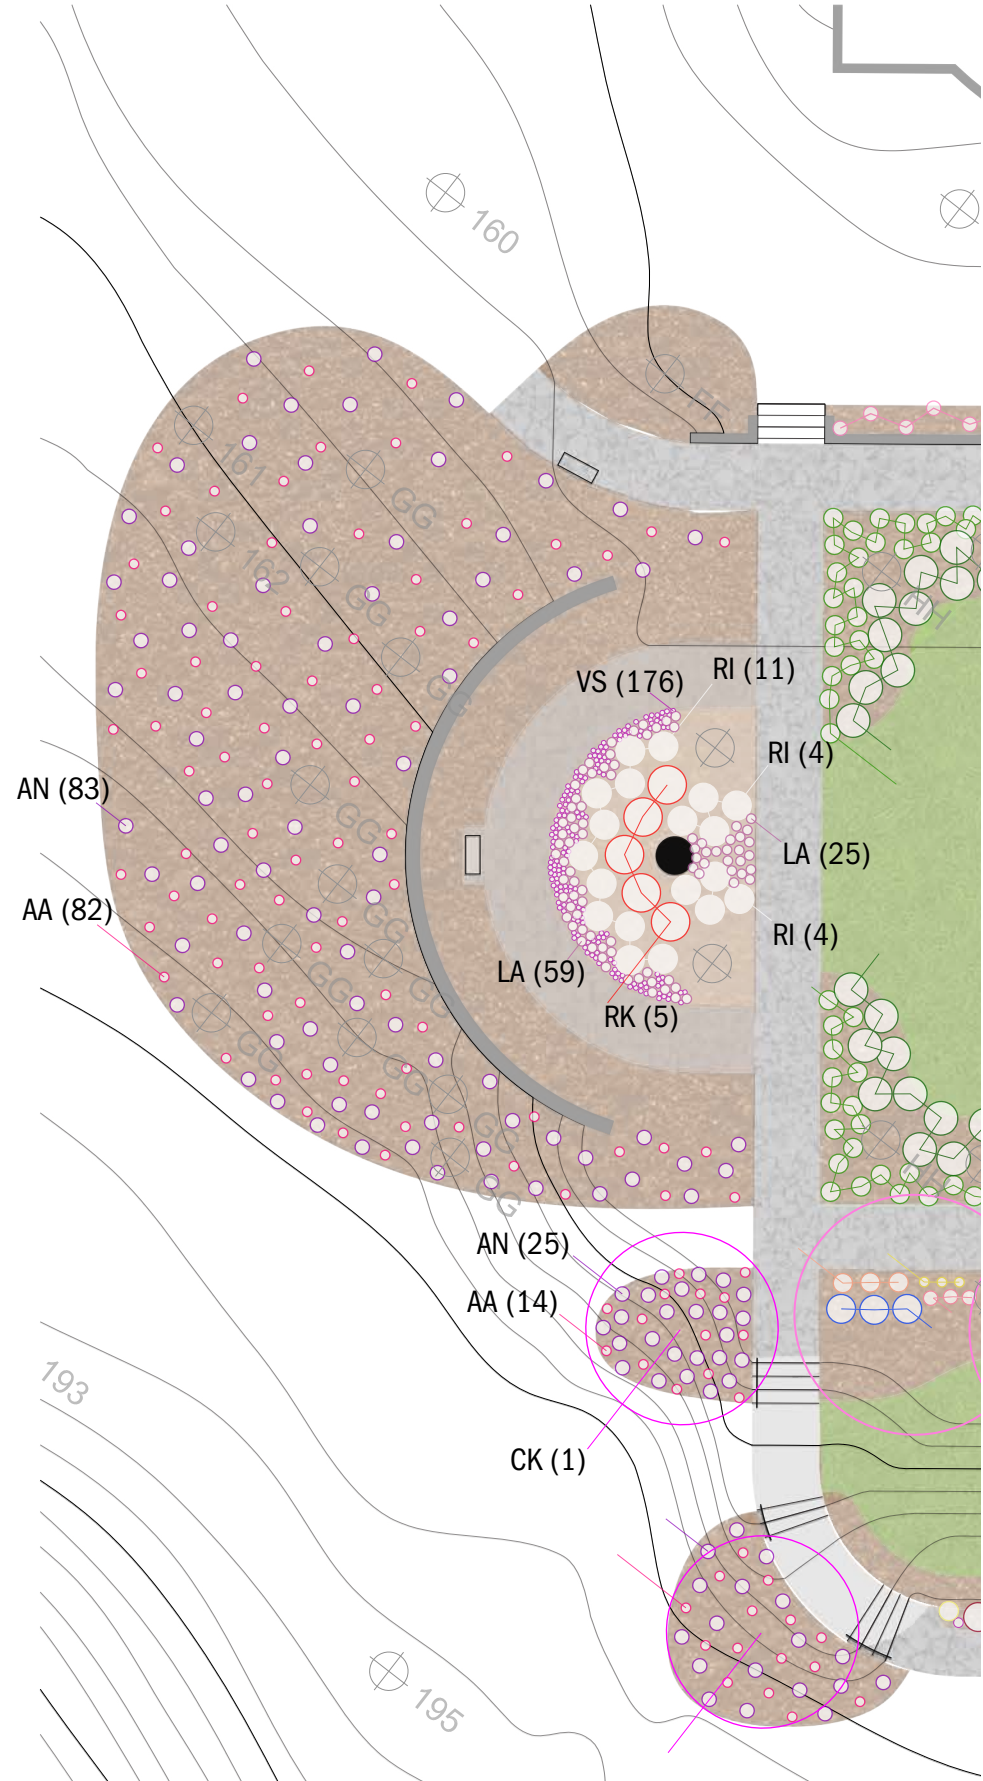 160
PF
161
GG
162
GG
HH
GG
VS (176)
RI (11)
RI (4)
AN (83)
GG
LA (25)
AA (82)
GG
RI (4)
LA (59)
GG
GG
RK (5)
GG
GG
GG
GG
AN (25)
AA (14)
193
CK (1)
195